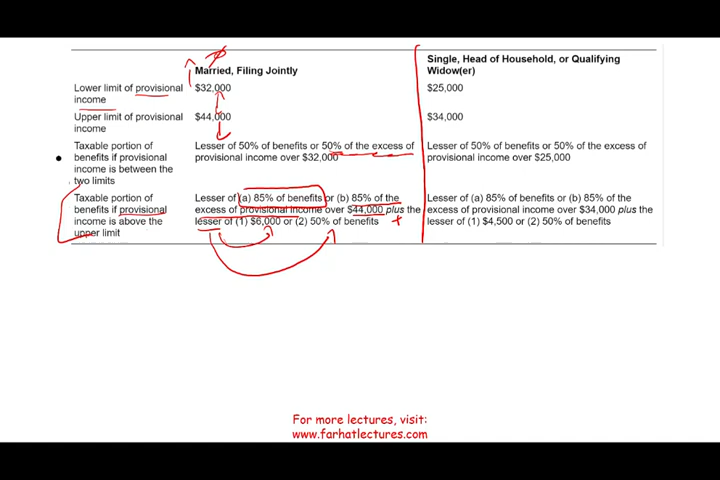 Married, Filing Jointly
Single, Head of Household, or Qualifying
Widow(er)
Lower limit of provisional
income
$32,000
$25,000
Upper limit of provisional
income
$44,000
$34,000
Taxable portion of
benefits if provisional
income is between the
two limits
Lesser of 50% of benefits or 50% of the excess of
provisional income over $32,000
Lesser of 50% of benefits or 50% of the excess of
provisional income over $25,000
Taxable portion of
benefits if provisional
income is above the
upper limit
Lesser of (a) 85% of benefits or (b) 85% of the
excess of provisional income over $44,000 plus the
lesser of (1) $6,000 or (2) 50% of benefits
+
Lesser of (a) 85% of benefits or (b) 85% of the
excess of provisional income over $34,000 plus the
lesser of (1) $4,500 or (2) 50% of benefits
For more lectures, visit:
www.farhatlectures.com